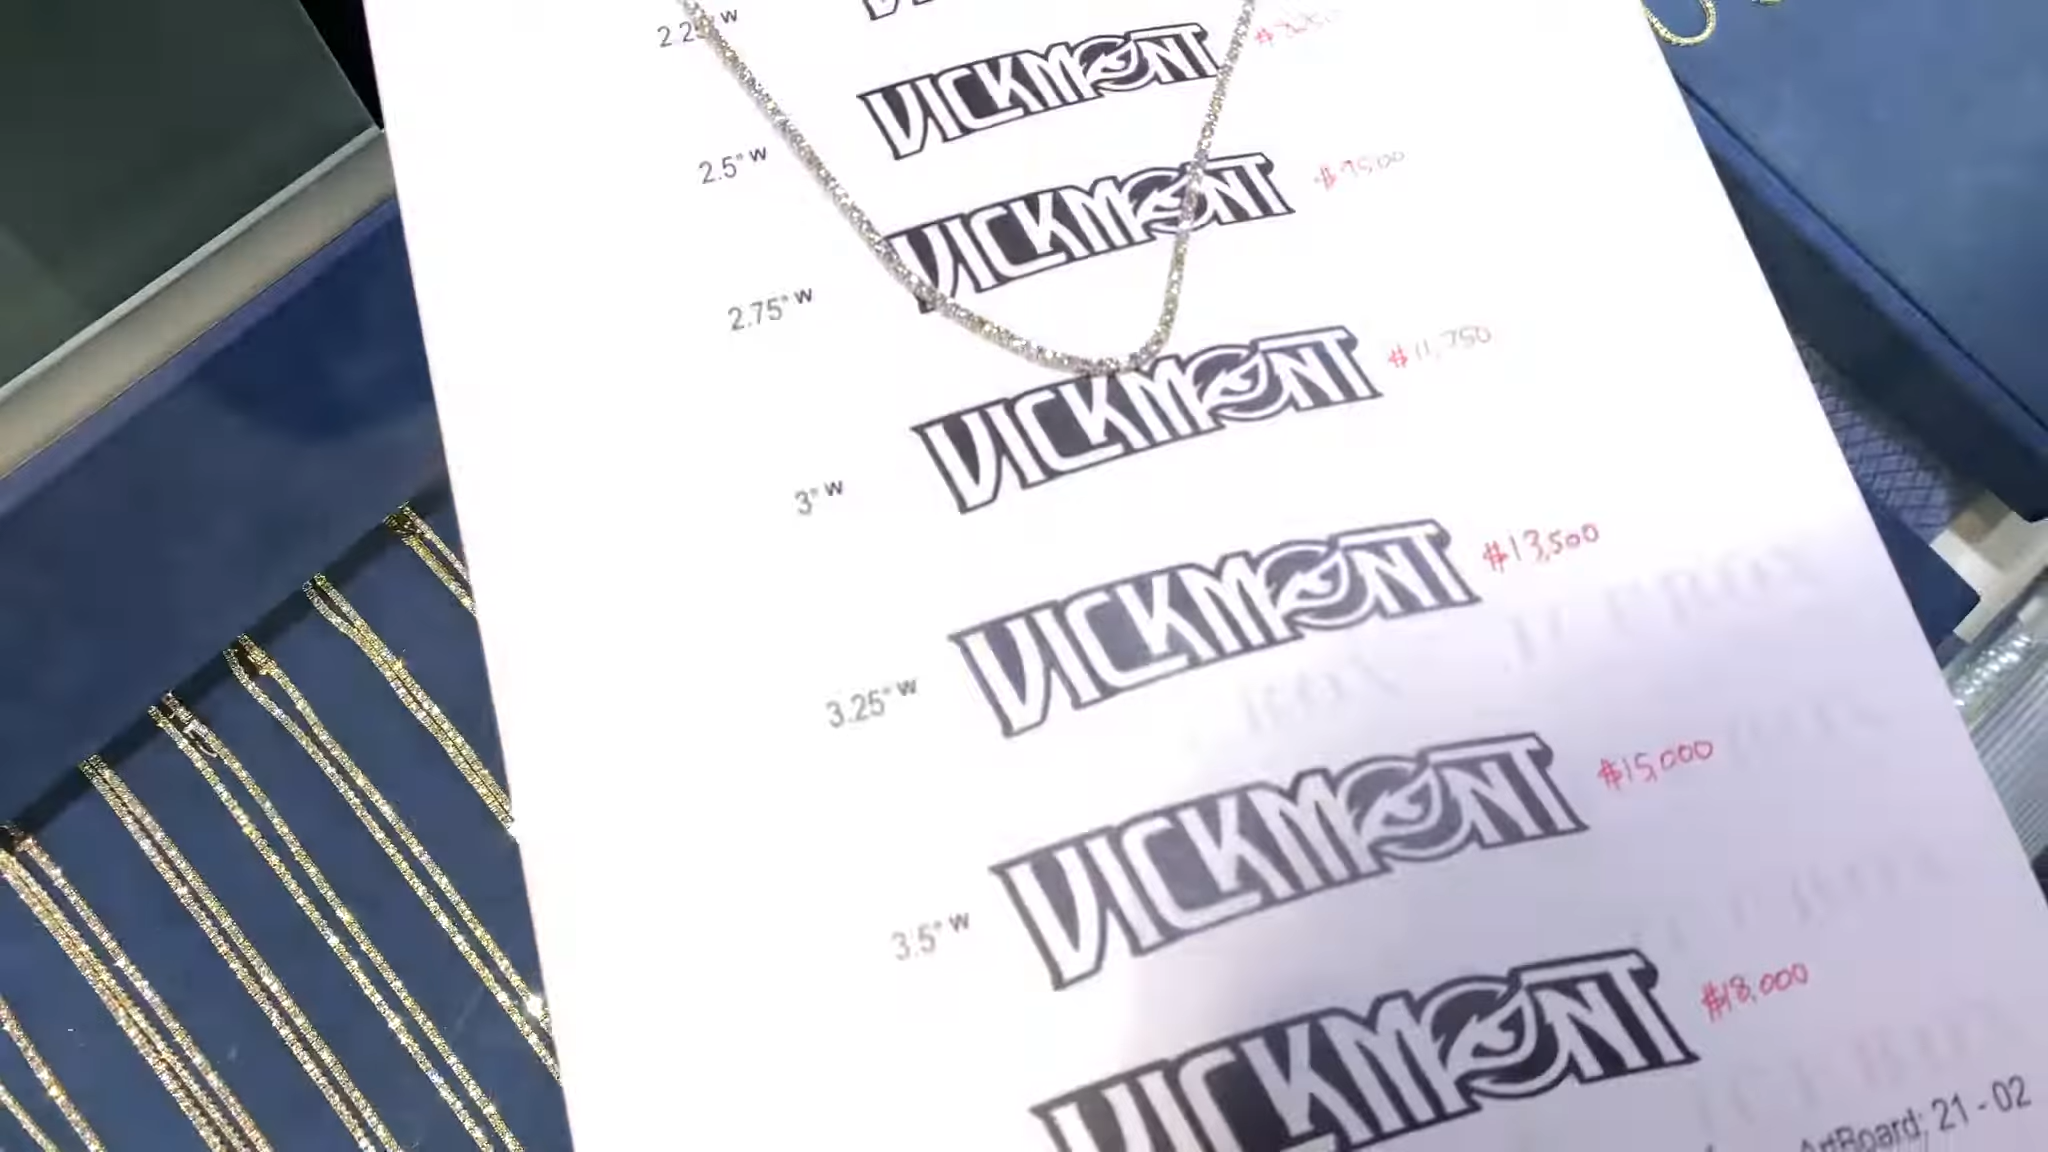 VICKMONT
2.5" W
VICKMONT
2.75" W
VICKMONT $11,750
3" W
VICKMONT $13,500
3.25" W
VICKMONT $15,000
3.5" W
VICKMONT $18,000
ArtBoard; 21 - 02